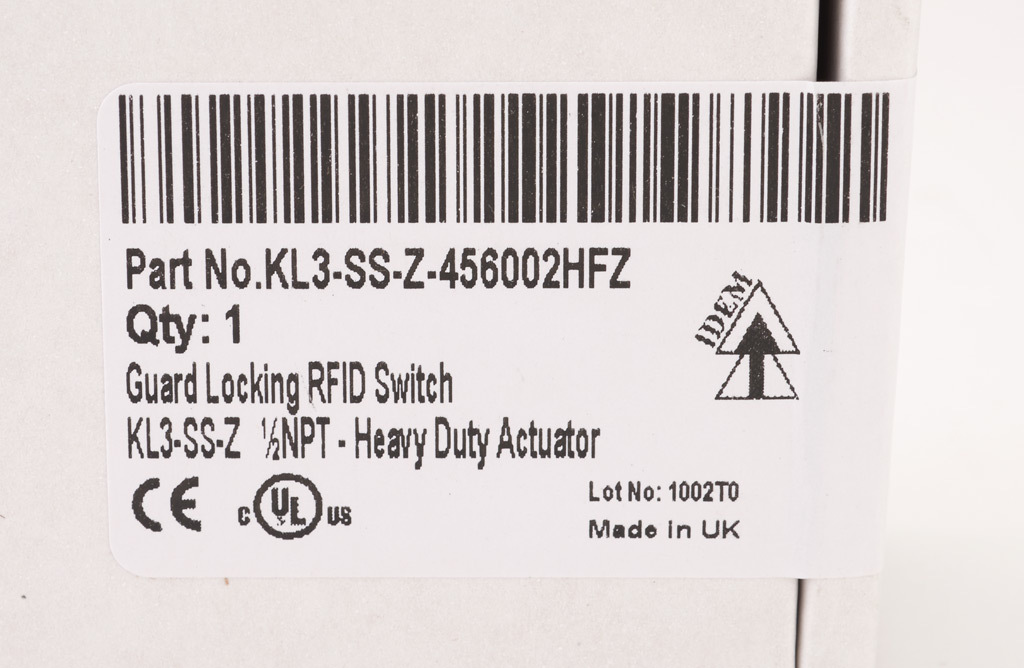 Part No.KL3-SS-Z-456002HFZ
Qty: 1
IDEM
Guard Locking RFID Switch
KL3-SS-Z ½NPT - Heavy Duty Actuator
CE
C UL US
Lot No: 1002T0
Made in UK